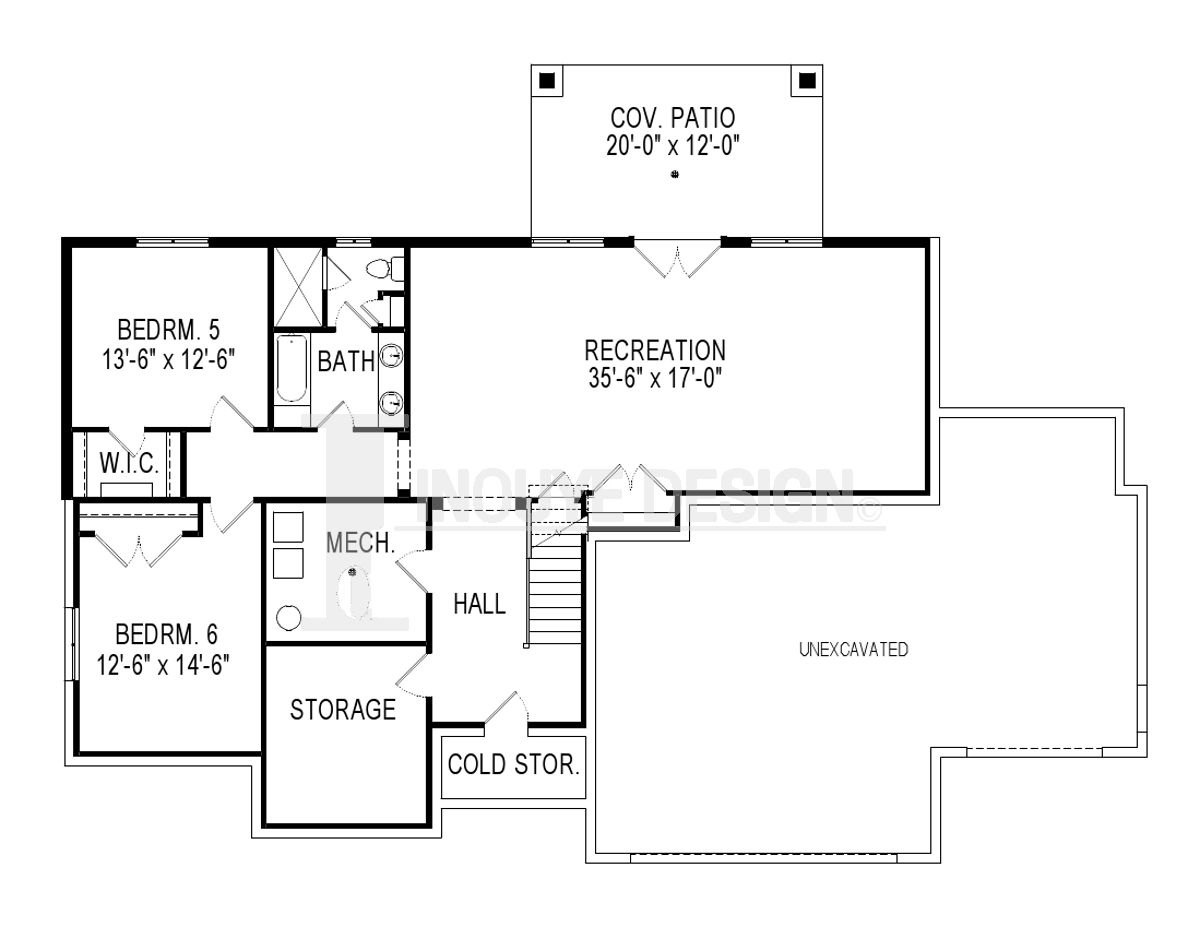 COV. PATIO
20'-0" x 12'-0"
BEDRM. 5
13'-6" x 12'-6"
BATH
RECREATION
35'-6" x 17'-0"
W.I.C.
INOUYE DESIGN©
MECH.
HALL
BEDRM. 6
12'-6" x 14'-6"
UNEXCAVATED
STORAGE
COLD STOR.